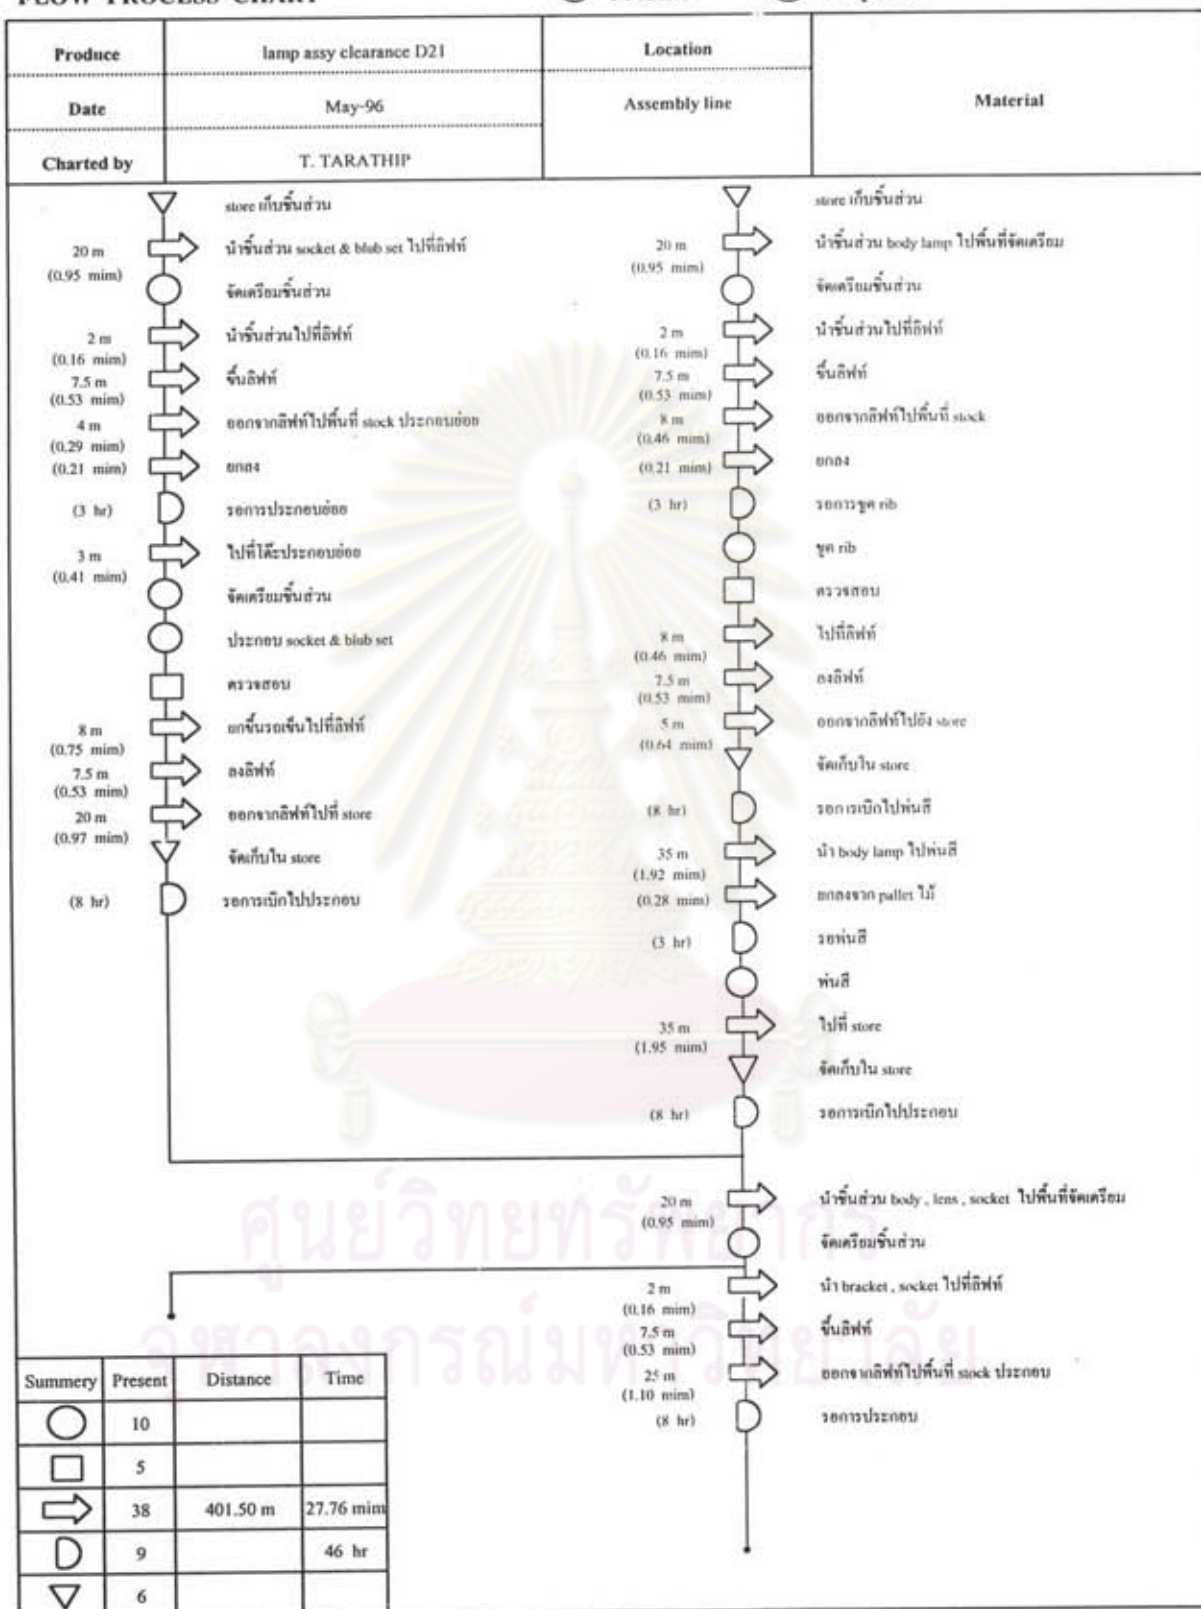 FLOW PROCESS CHART
Produce
lamp assy clearance D21
Location
Material
Date
May-96
Assembly line
Charted by
T. TARATHIP
store เก็บชิ้นส่วน
20 m
(0.95 mim)
นำชิ้นส่วน socket & blub set ไปที่ลิฟท์
จัดเตรียมชิ้นส่วน
2 m
(0.16 mim)
นำชิ้นส่วนไปที่ลิฟท์
7.5 m
(0.53 mim)
ขึ้นลิฟท์
4 m
(0.29 mim)
ออกจากลิฟท์ไปพื้นที่ stock ประกอบย่อย
(0.21 mim)
ยกลง
(3 hr)
รอการประกอบย่อย
3 m
(0.41 mim)
ไปที่โต๊ะประกอบย่อย
จัดเตรียมชิ้นส่วน
ประกอบ socket & blub set
ตรวจสอบ
8 m
(0.75 mim)
ยกขึ้นรถเข็นไปที่ลิฟท์
7.5 m
(0.53 mim)
ลงลิฟท์
20 m
(0.97 mim)
ออกจากลิฟท์ไปที่ store
จัดเก็บใน store
(8 hr)
รอการเบิกไปประกอบ
store เก็บชิ้นส่วน
20 m
(0.95 mim)
นำชิ้นส่วน body lamp ไปพื้นที่จัดเตรียม
จัดเตรียมชิ้นส่วน
2 m
(0.16 mim)
นำชิ้นส่วนไปที่ลิฟท์
7.5 m
(0.53 mim)
ขึ้นลิฟท์
8 m
(0.46 mim)
ออกจากลิฟท์ไปพื้นที่ stock
(0.21 mim)
ยกลง
(3 hr)
รอการขูด rib
ขูด rib
ตรวจสอบ
8 m
(0.46 mim)
ไปที่ลิฟท์
7.5 m
(0.53 mim)
ลงลิฟท์
5 m
(0.64 mim)
ออกจากลิฟท์ไปยัง store
จัดเก็บใน store
(8 hr)
รอการเบิกไปพ่นสี
35 m
(1.92 mim)
นำ body lamp ไปพ่นสี
(0.28 mim)
ยกลงจาก pallet ไม้
(3 hr)
รอพ่นสี
พ่นสี
35 m
(1.95 mim)
ไปที่ store
จัดเก็บใน store
(8 hr)
รอการเบิกไปประกอบ
20 m
(0.95 mim)
นำชิ้นส่วน body , lens , socket ไปพื้นที่จัดเตรียม
จัดเตรียมชิ้นส่วน
2 m
(0.16 mim)
นำ bracket , socket ไปที่ลิฟท์
7.5 m
(0.53 mim)
ขึ้นลิฟท์
25 m
(1.10 mim)
ออกจากลิฟท์ไปพื้นที่ stock ประกอบ
(8 hr)
รอการประกอบ
ศูนย์วิทยทรัพยากร
จุฬาลงกรณ์มหาวิทยาลัย
Summery Present Distance Time
10
5
38 401.50 m 27.76 mim
9 46 hr
6